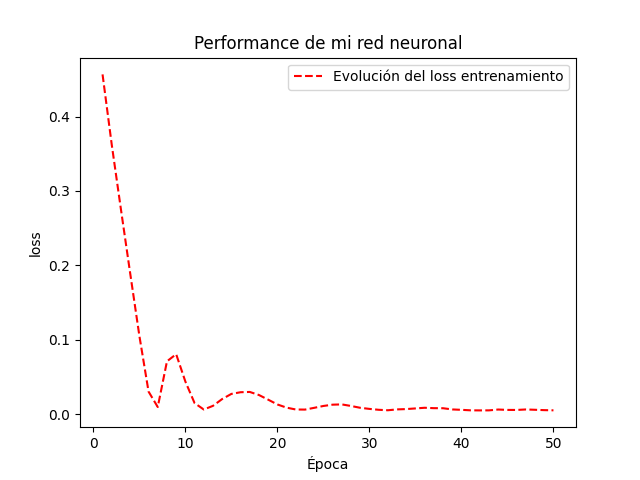 Performance de mi red neuronal
Evolución del loss entrenamiento
loss
0.4
0.3
0.2
0.1
0.0
0 10 20 30 40 50
Época